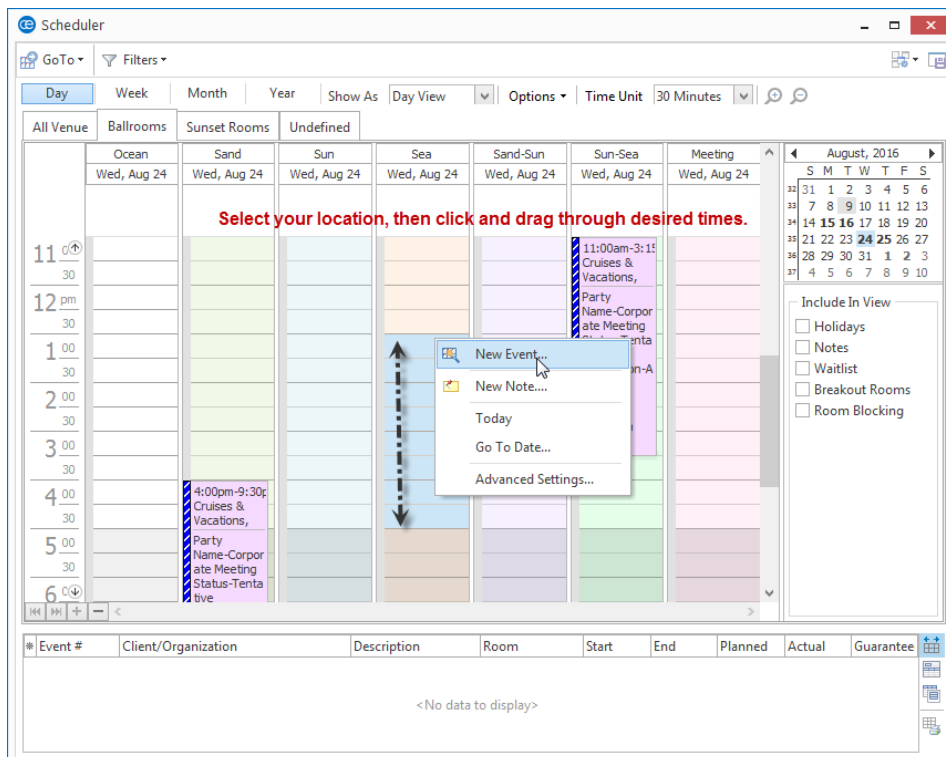 Scheduler
GoTo
Filters
Day Week Month Year Show As Day View Options Time Unit 30 Minutes
All Venue Ballrooms Sunset Rooms Undefined
Ocean Sand Sun Sea Sand-Sun Sun-Sea Meeting
Wed, Aug 24 Wed, Aug 24 Wed, Aug 24 Wed, Aug 24 Wed, Aug 24 Wed, Aug 24 Wed, Aug 24
Select your location, then click and drag through desired times.
11
30
12 pm
30
1 00
30
2 00
30
3 00
30
4 00
30
5 00
30
6
11:00am-3:15
Cruises &
Vacations,
Party
Name-Corpor
ate Meeting
New Event...
New Note....
Today
Go To Date...
Advanced Settings...
4:00pm-9:30p
Cruises &
Vacations,
Party
Name-Corpor
ate Meeting
Status-Tenta
tive
August, 2016
S M T W T F S
32 31 1 2 3 4 5 6
33 7 8 9 10 11 12 13
34 14 15 16 17 18 19 20
35 21 22 23 24 25 26 27
36 28 29 30 31 1 2 3
37 4 5 6 7 8 9 10
Include In View
Holidays
Notes
Waitlist
Breakout Rooms
Room Blocking
Event # Client/Organization Description Room Start End Planned Actual Guarantee
<No data to display>